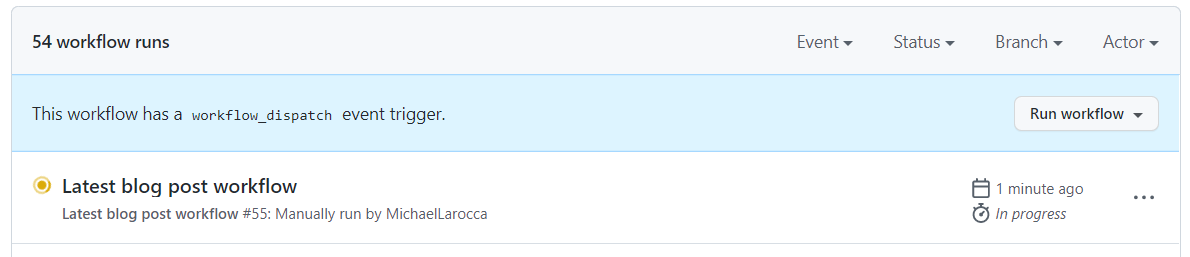 54 workflow runs
Event Status Branch Actor
This workflow has a workflow_dispatch event trigger.
Run workflow
Latest blog post workflow
1 minute ago
Latest blog post workflow #55: Manually run by MichaelLarocca
In progress